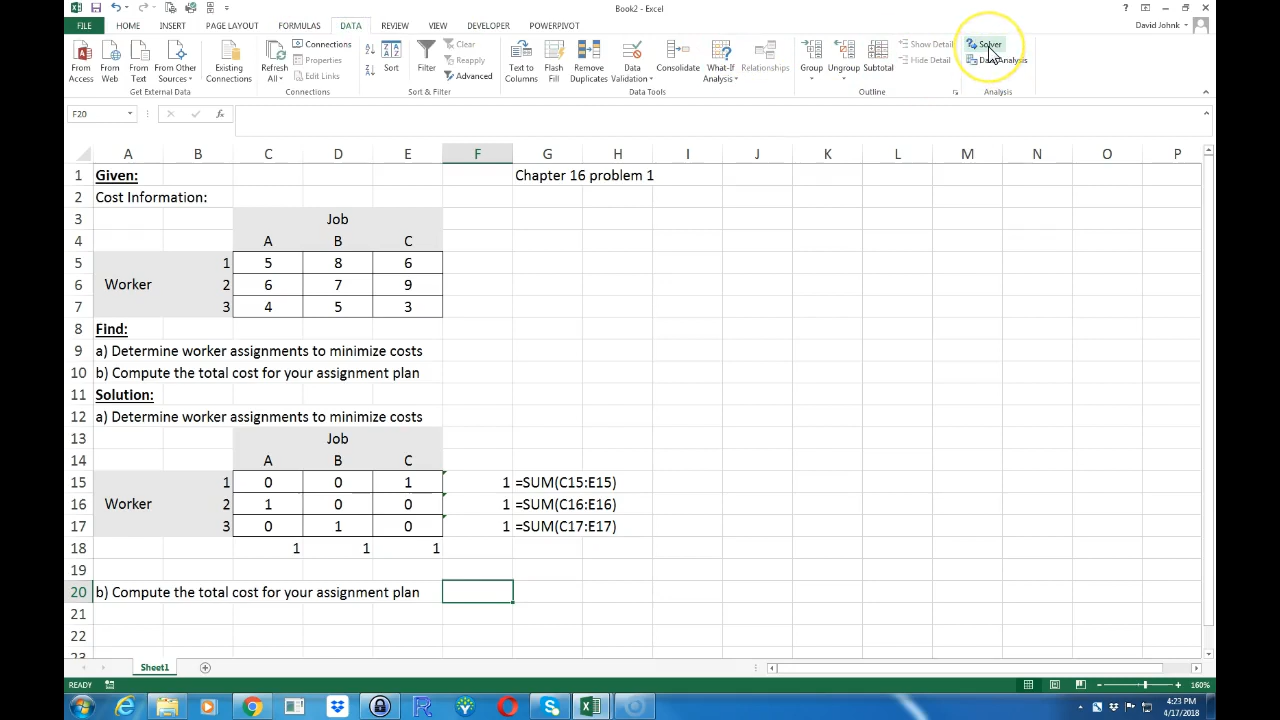 Book2 - Excel
FILE HOME INSERT PAGE LAYOUT FORMULAS DATA REVIEW VIEW DEVELOPER POWERPIVOT David Johnk
From Access From Web From Text From Other Sources Existing Connections Refresh All Connections Properties Edit Links Sort Filter Clear Reapply Advanced Text to Columns Flash Fill Remove Duplicates Data Validation Consolidate What-If Analysis Relationships Group Ungroup Subtotal Show Detail Hide Detail Solver Data Analysis
Get External Data Connections Sort & Filter Data Tools Outline Analysis
F20 fx
A B C D E F G H I J K L M N O P
1 Given: Chapter 16 problem 1
2 Cost Information:
3 Job
4 A B C
5 1 5 8 6
6 Worker 2 6 7 9
7 3 4 5 3
8 Find:
9 a) Determine worker assignments to minimize costs
10 b) Compute the total cost for your assignment plan
11 Solution:
12 a) Determine worker assignments to minimize costs
13 Job
14 A B C
15 1 0 0 1 1 =SUM(C15:E15)
16 Worker 2 1 0 0 1 =SUM(C16:E16)
17 3 0 1 0 1 =SUM(C17:E17)
18 1 1 1
19
20 b) Compute the total cost for your assignment plan
21
22
23
Sheet1
READY 160%
4:23 PM
4/17/2018